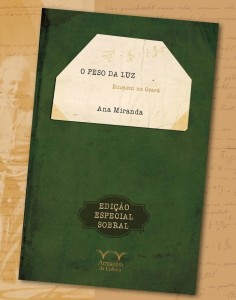 O PESO DA LUZ
Einstein no Ceará
Ana Miranda
EDIÇÃO
ESPECIAL
SOBRAL
Armazém
da Cultura